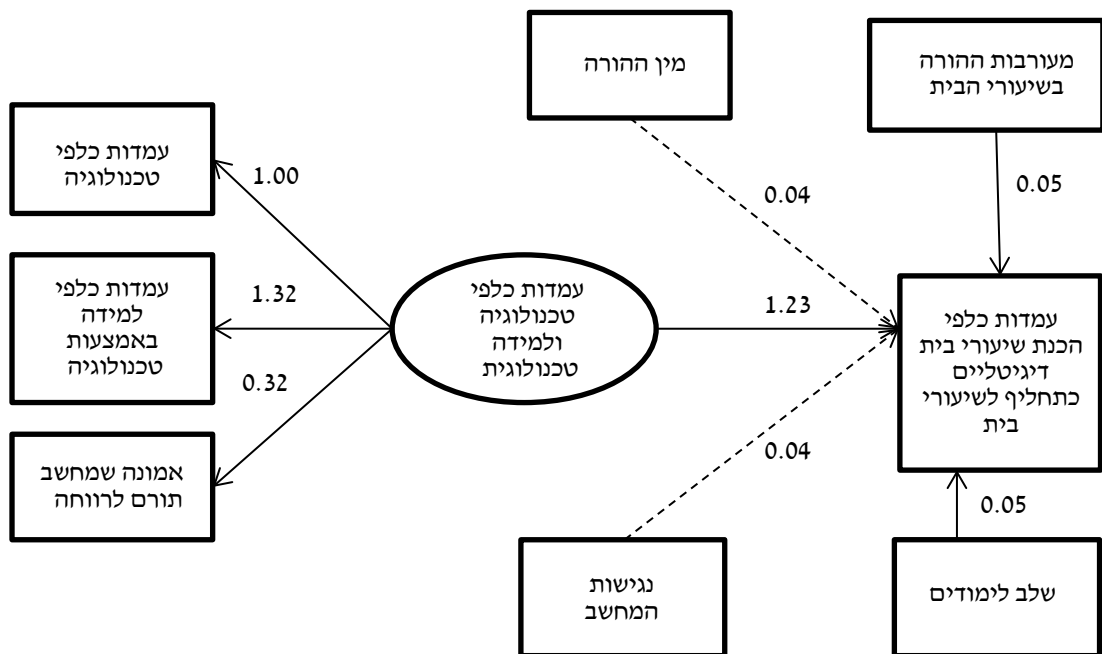 מין ההורה
מעורבות ההורה
בשיעורי הבית
עמדות כלפי
טכנולוגיה
1.00
0.04
0.05
עמדות כלפי
למידה
באמצעות
טכנולוגיה
1.32
עמדות כלפי
טכנולוגיה
ולמידה
טכנולוגית
1.23
עמדות כלפי
הכנת שיעורי בית
דיגיטליים
כתחליף לשיעורי
בית
0.32
0.04
אמונה שמחשב
תורם לרווחה
0.05
נגישות
המחשב
שלב לימודים